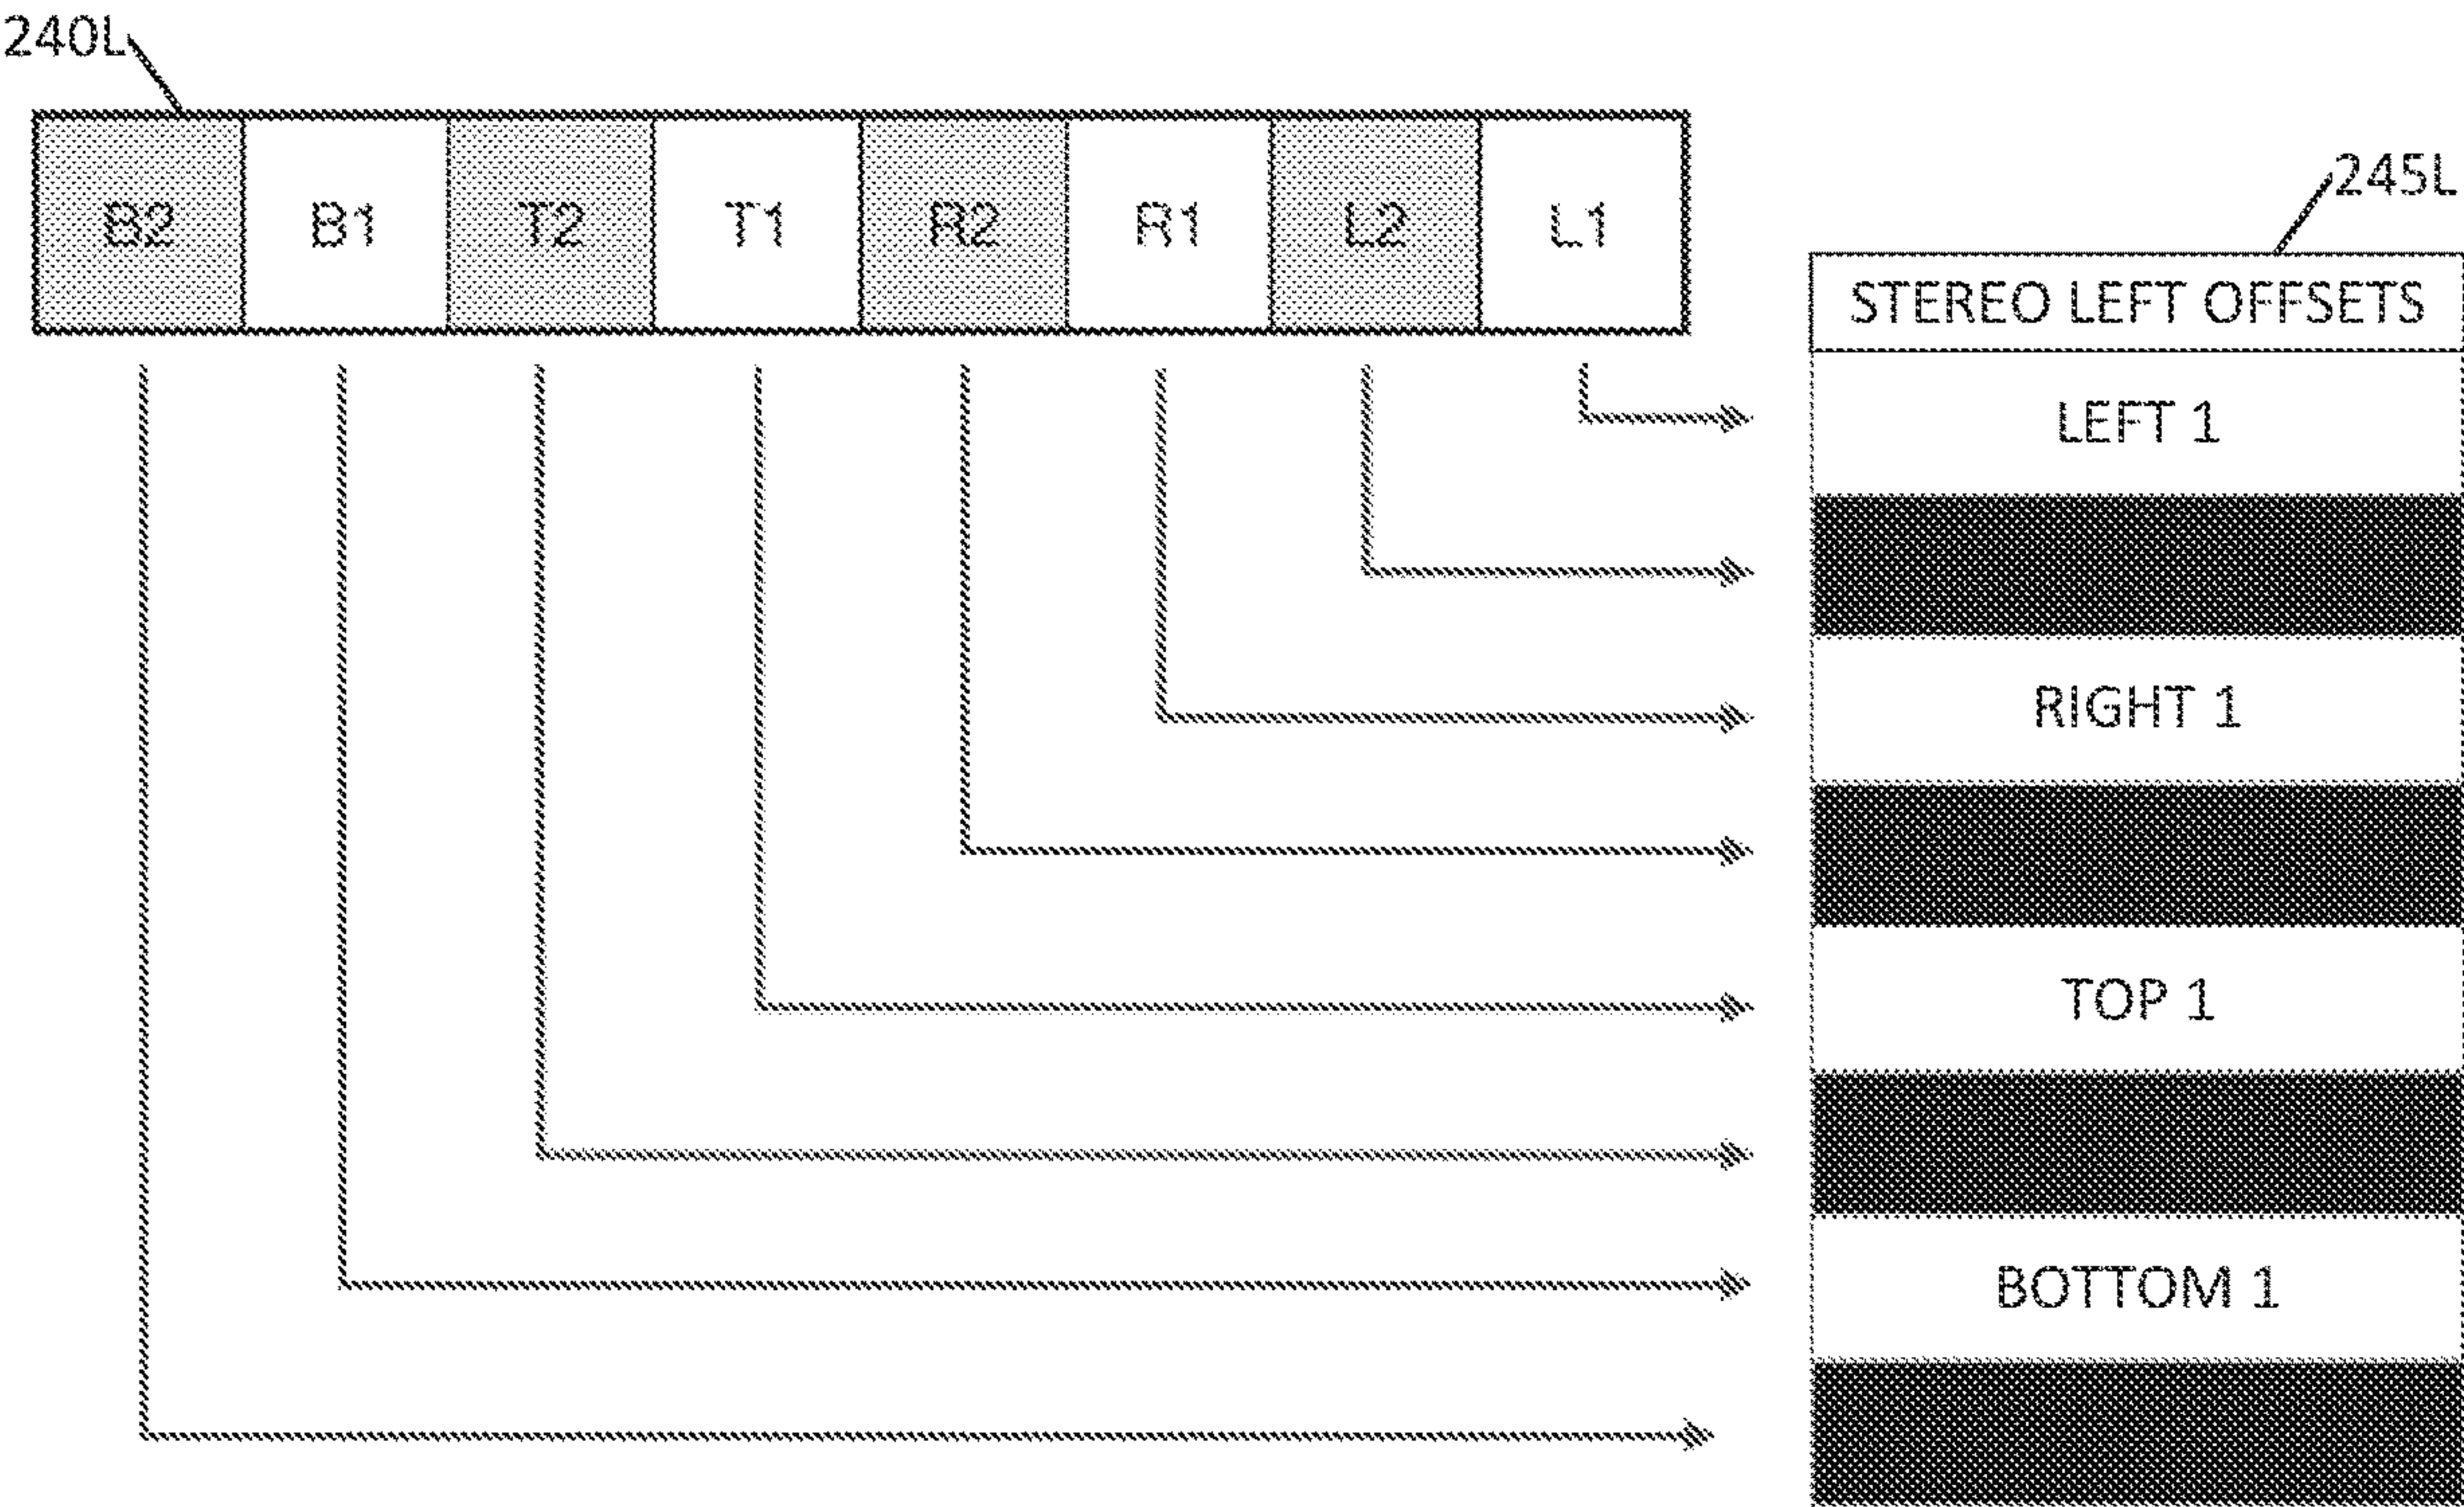 240L
B2 B1 T2 T1 R2 R1 L2 L1
245L
STEREO LEFT OFFSETS
LEFT 1
RIGHT 1
TOP 1
BOTTOM 1